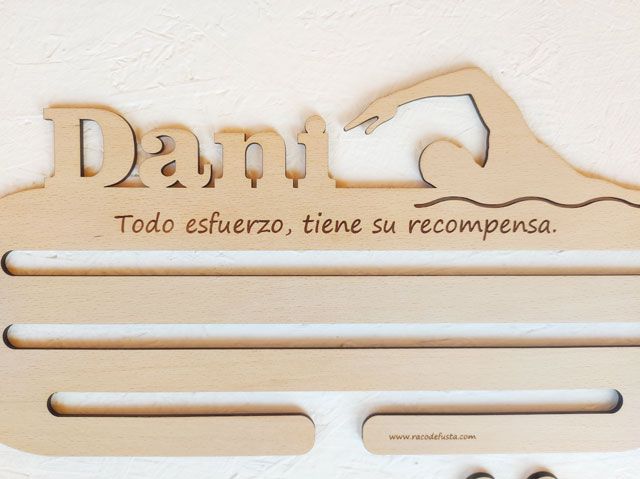 Dani
Todo esfuerzo, tiene su recompensa.
www.racodefusta.com